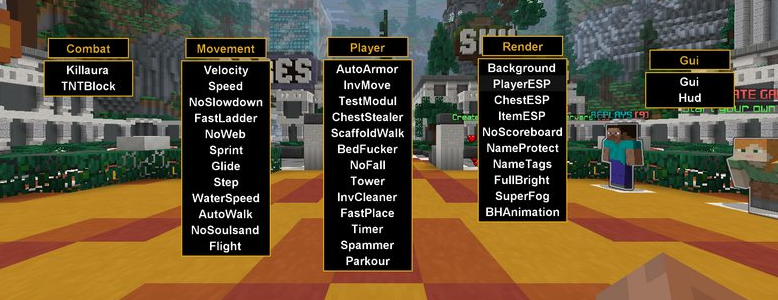 Combat
Killaura
TNTBlock
Movement
Velocity
Speed
NoSlowdown
FastLadder
NoWeb
Sprint
Glide
Step
WaterSpeed
AutoWalk
NoSoulsand
Flight
Player
AutoArmor
InvMove
TestModul
ChestStealer
ScaffoldWalk
BedFucker
NoFall
Tower
InvCleaner
FastPlace
Timer
Spammer
Parkour
Render
Background
PlayerESP
ChestESP
ItemESP
NoScoreboard
NameProtect
NameTags
FullBright
SuperFog
BHAnimation
Gui
Gui
Hud
REPLAYS